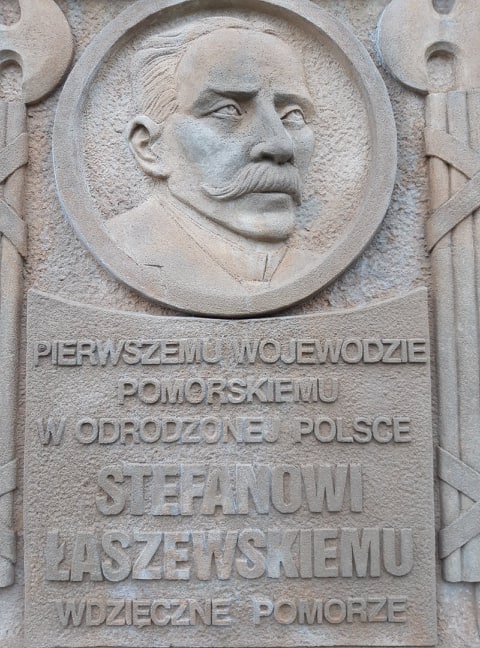 PIERWSZEMU WOJEWODZIE
POMORSKIEMU
W ODRODZONEJ POLSCE
STEFANOWI
ŁASZEWSKIEMU
WDZIĘCZNE POMORZE